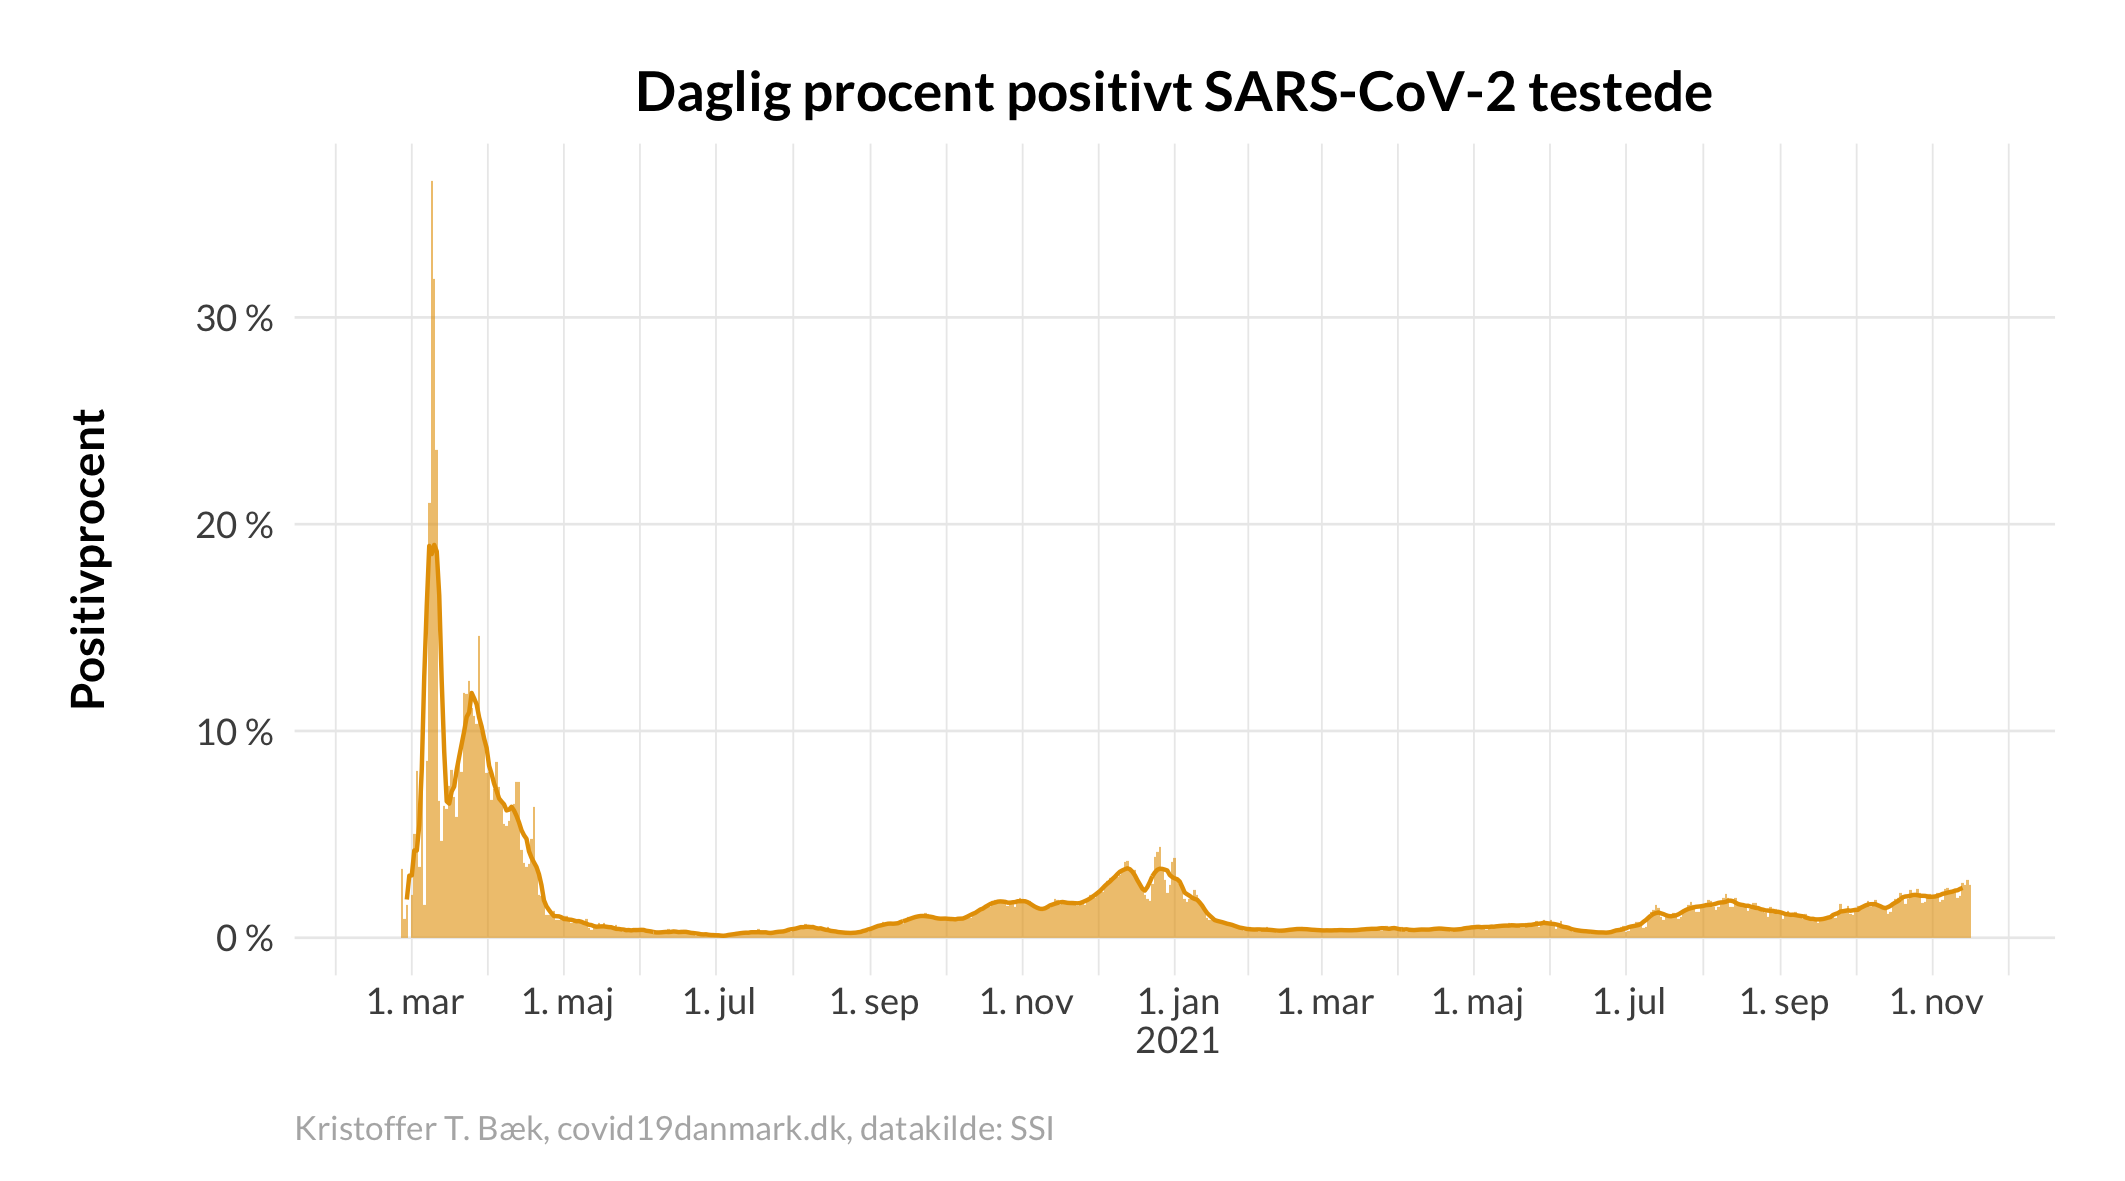 Daglig procent positivt SARS-CoV-2 testede
Positivprocent
30 %
20 %
10 %
0 %
1. mar 1. maj 1. jul 1. sep 1. nov 1. jan 1. mar 1. maj 1. jul 1. sep 1. nov
2021
Kristoffer T. Bæk, covid19danmark.dk, datakilde: SSI